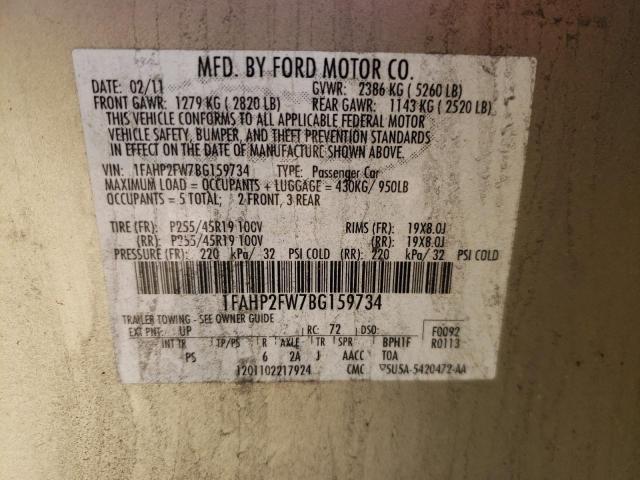 MFD. BY FORD MOTOR CO.
DATE: 02/11 GVWR: 2386 KG ( 5260 LB)
FRONT GAWR: 1279 KG ( 2820 LB) REAR GAWR: 1143 KG ( 2520 LB)
THIS VEHICLE CONFORMS TO ALL APPLICABLE FEDERAL MOTOR
VEHICLE SAFETY, BUMPER, AND THEFT PREVENTION STANDARDS
IN EFFECT ON THE DATE OF MANUFACTURE SHOWN ABOVE.
VIN: 1FAHP2FW7BG159734 TYPE: Passenger Car
MAXIMUM LOAD = OCCUPANTS + LUGGAGE = 430KG/ 950LB
OCCUPANTS = 5 TOTAL; 2 FRONT, 3 REAR
TIRE (FR): P255/45R19 100V RIMS (FR): 19X8.0J
(RR): P255/45R19 100V (RR): 19X8.0J
PRESSURE (FR): 220 kPa/ 32 PSI COLD (RR): 220 kPa/ 32 PSI COLD
1FAHP2FW7BG159734
TRAILER TOWING - SEE OWNER GUIDE
EXT PNT: UP RC: 72 DSO: F0092
INT TR TP/PS R AXLE TR SPR BPH1F R0113
PS 6 2A J AACC TOA
1201102217924 CMC 5U5A-5420472-AA